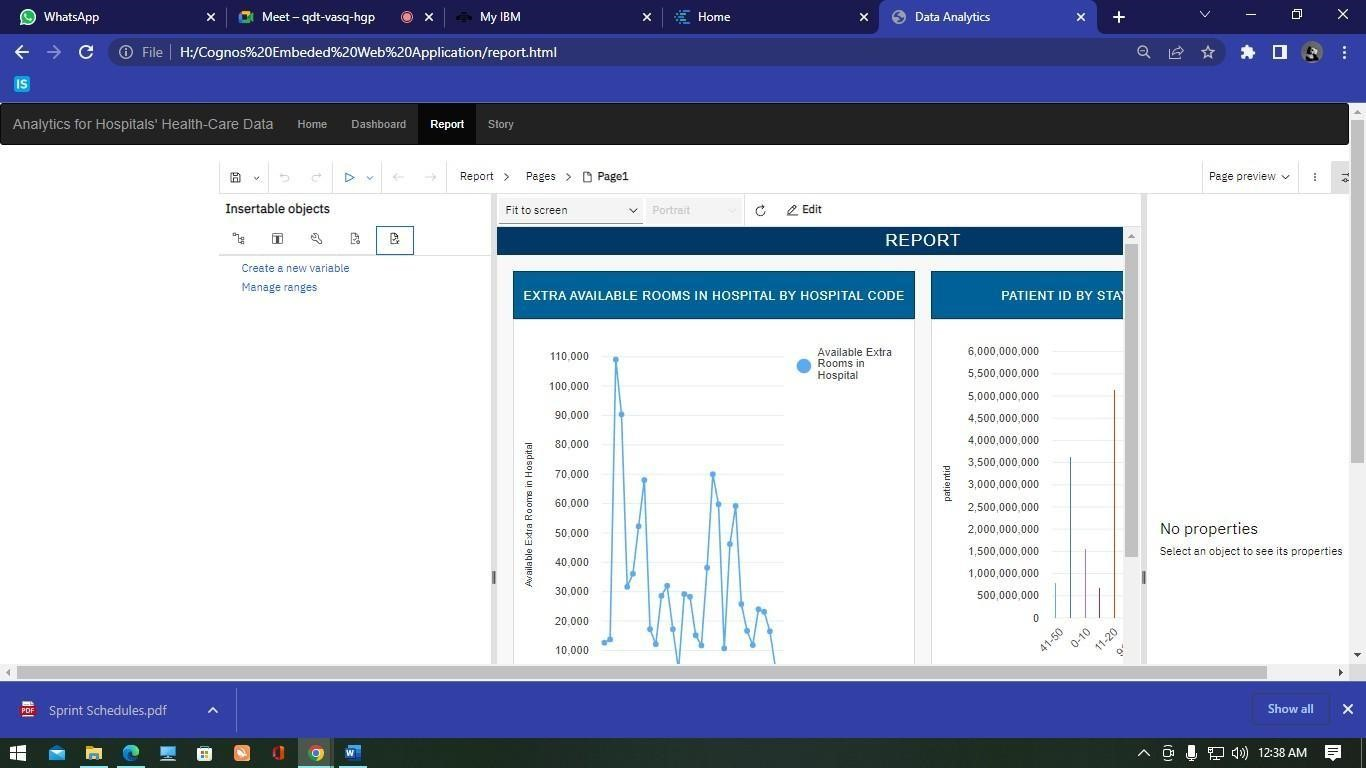 WhatsApp
Meet – qdt-vasq-hgp
My IBM
Home
Data Analytics
File
H:/Cognos%20Embeded%20Web%20Application/report.html
IS
Analytics for Hospitals' Health-Care Data
Home
Dashboard
Report
Story
Report
Pages
Page1
Page preview
Insertable objects
Fit to screen
Portrait
Edit
Create a new variable
Manage ranges
REPORT
EXTRA AVAILABLE ROOMS IN HOSPITAL BY HOSPITAL CODE
110,000
100,000
90,000
80,000
70,000
60,000
50,000
40,000
30,000
20,000
10,000
Available Extra Rooms in Hospital
Available Extra
Rooms in
Hospital
PATIENT ID BY STAY
6,000,000,000
5,500,000,000
5,000,000,000
4,500,000,000
4,000,000,000
3,500,000,000
3,000,000,000
2,500,000,000
2,000,000,000
1,500,000,000
1,000,000,000
500,000,000
0
patientid
41-50
0-10
11-20
No properties
Select an object to see its properties
PDF
Sprint Schedules.pdf
Show all
12:38 AM